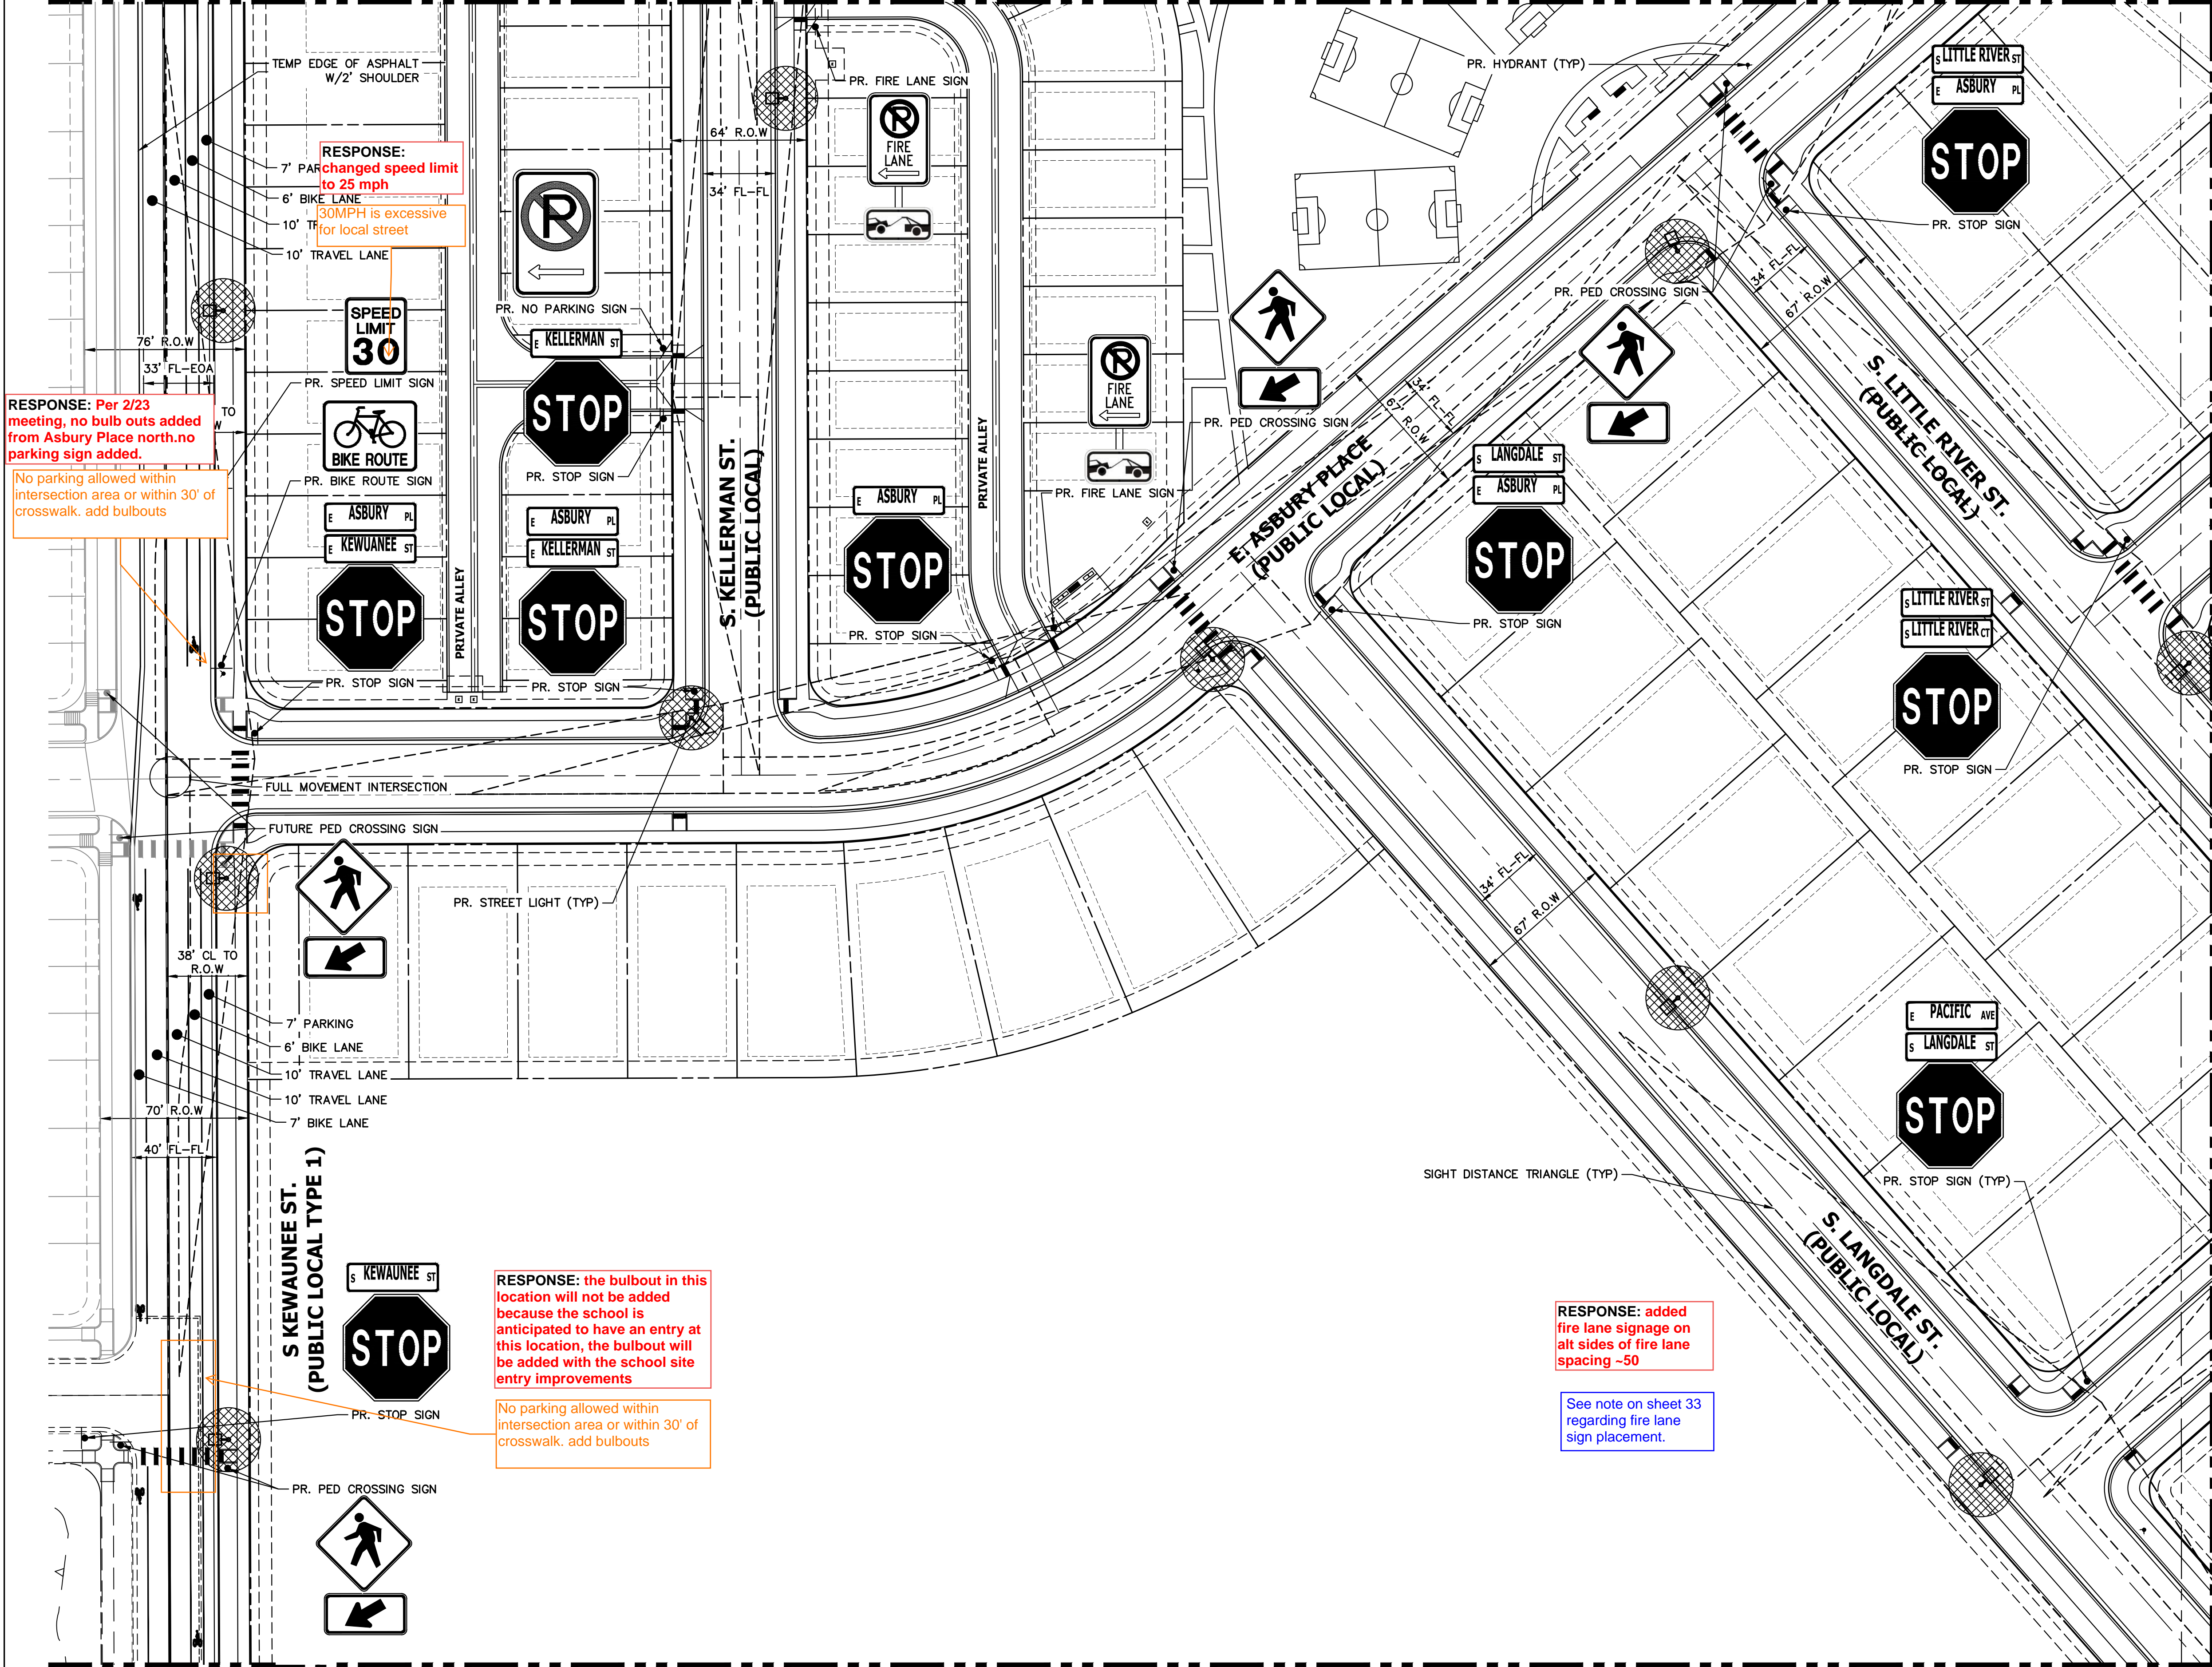 TEMP EDGE OF ASPHALT
W/2' SHOULDER
7' PAR
RESPONSE:
changed speed limit
to 25 mph
6' BIKE LANE
30MPH is excessive
for local street
10' TR
10' TRAVEL LANE
SPEED
LIMIT
30
76' R.O.W
33' FL-EOA
PR. SPEED LIMIT SIGN
RESPONSE: Per 2/23
meeting, no bulb outs added
from Asbury Place north.no
parking sign added.
TO
W
No parking allowed within
intersection area or within 30' of
crosswalk. add bulbouts
BIKE ROUTE
PR. BIKE ROUTE SIGN
E ASBURY PL
E KEWUANEE ST
STOP
PR. STOP SIGN
PRIVATE ALLEY
P
PR. NO PARKING SIGN
E KELLERMAN ST
STOP
PR. STOP SIGN
E ASBURY PL
E KELLERMAN ST
STOP
PR. STOP SIGN
64' R.O.W
34' FL-FL
S. KELLERMAN ST.
(PUBLIC LOCAL)
PR. FIRE LANE SIGN
P
FIRE
LANE
E ASBURY PL
STOP
PR. STOP SIGN
PRIVATE ALLEY
P
FIRE
LANE
PR. FIRE LANE SIGN
PR. PED CROSSING SIGN
67' R.O.W
34' FL-FL
E. ASBURY PLACE
(PUBLIC LOCAL)
PR. HYDRANT (TYP)
S LITTLE RIVER ST
E ASBURY PL
STOP
PR. STOP SIGN
PR. PED CROSSING SIGN
34' FL-FL
67' R.O.W
S. LITTLE RIVER ST.
(PUBLIC LOCAL)
S LANGDALE ST
E ASBURY PL
STOP
PR. STOP SIGN
S LITTLE RIVER ST
S LITTLE RIVER CT
STOP
PR. STOP SIGN
FULL MOVEMENT INTERSECTION
FUTURE PED CROSSING SIGN
PR. STREET LIGHT (TYP)
34' FL-FL
67' R.O.W
38' CL TO
R.O.W
7' PARKING
6' BIKE LANE
10' TRAVEL LANE
10' TRAVEL LANE
7' BIKE LANE
70' R.O.W
40' FL-FL
S KEWAUNEE ST.
(PUBLIC LOCAL TYPE 1)
S KEWAUNEE ST
STOP
PR. STOP SIGN
RESPONSE: the bulbout in this
location will not be added
because the school is
anticipated to have an entry at
this location, the bulbout will
be added with the school site
entry improvements
No parking allowed within
intersection area or within 30' of
crosswalk. add bulbouts
PR. PED CROSSING SIGN
E PACIFIC AVE
S LANGDALE ST
STOP
PR. STOP SIGN (TYP)
SIGHT DISTANCE TRIANGLE (TYP)
S. LANGDALE ST.
(PUBLIC LOCAL)
RESPONSE: added
fire lane signage on
alt sides of fire lane
spacing ~50
See note on sheet 33
regarding fire lane
sign placement.